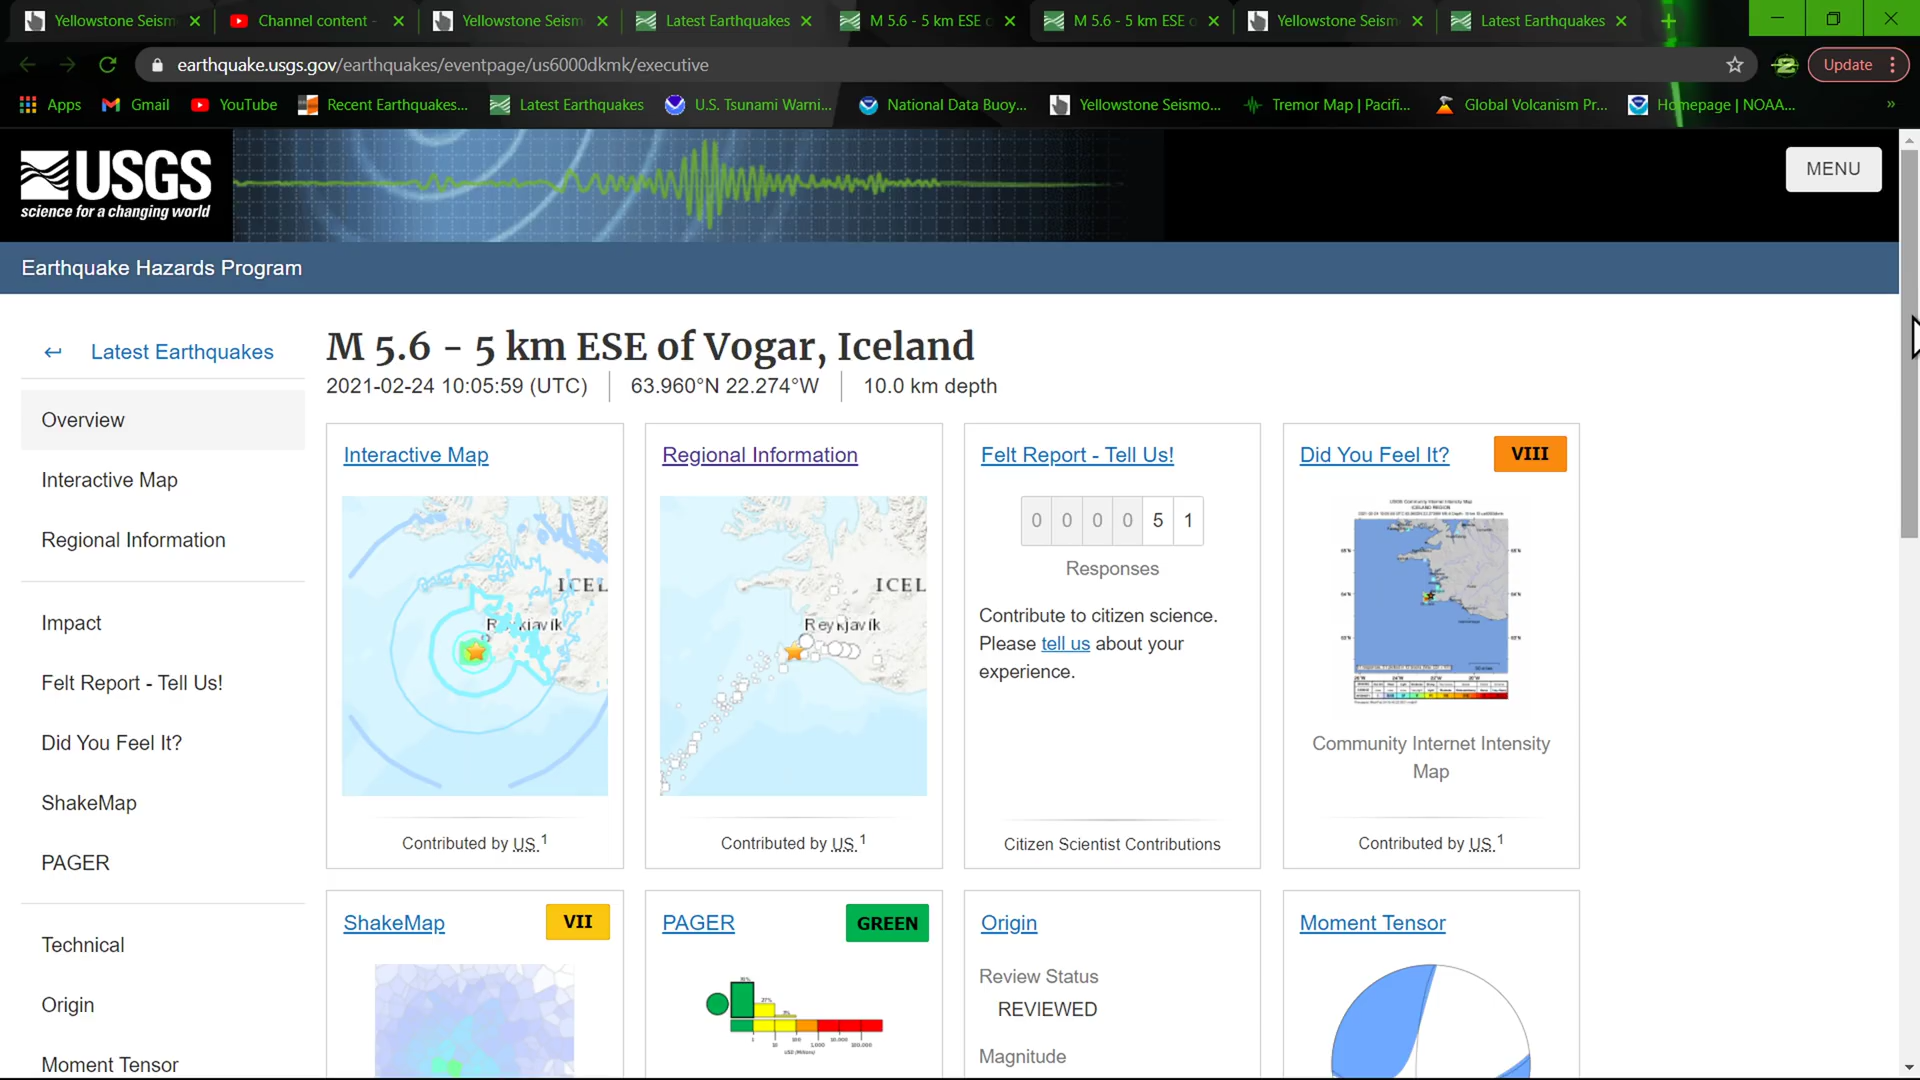 Yellowstone Seism
Channel content -
Yellowstone Seism
Latest Earthquakes
M 5.6 - 5 km ESE o
M 5.6 - 5 km ESE o
Yellowstone Seism
Latest Earthquakes
earthquake.usgs.gov/earthquakes/eventpage/us6000dkmk/executive
Update
Apps
Gmail
YouTube
Recent Earthquakes...
Latest Earthquakes
U.S. Tsunami Warni...
National Data Buoy...
Yellowstone Seismo...
Tremor Map | Pacifi...
Global Volcanism Pr...
Homepage | NOAA...
»
USGS
science for a changing world
MENU
Earthquake Hazards Program
Latest Earthquakes
Overview
Interactive Map
Regional Information
Impact
Felt Report - Tell Us!
Did You Feel It?
ShakeMap
PAGER
Technical
Origin
Moment Tensor
M 5.6 - 5 km ESE of Vogar, Iceland
2021-02-24 10:05:59 (UTC)
63.960°N 22.274°W
10.0 km depth
Interactive Map
ICEL
Contributed by US 1
Regional Information
ICEL
Reykjavík
Contributed by US 1
Felt Report - Tell Us!
0 0 0 0 5 1
Responses
Contribute to citizen science.
Please tell us about your
experience.
Citizen Scientist Contributions
Did You Feel It?
VIII
Community Internet Intensity
Map
Contributed by US 1
ShakeMap
VII
PAGER
GREEN
Origin
Review Status
REVIEWED
Magnitude
Moment Tensor